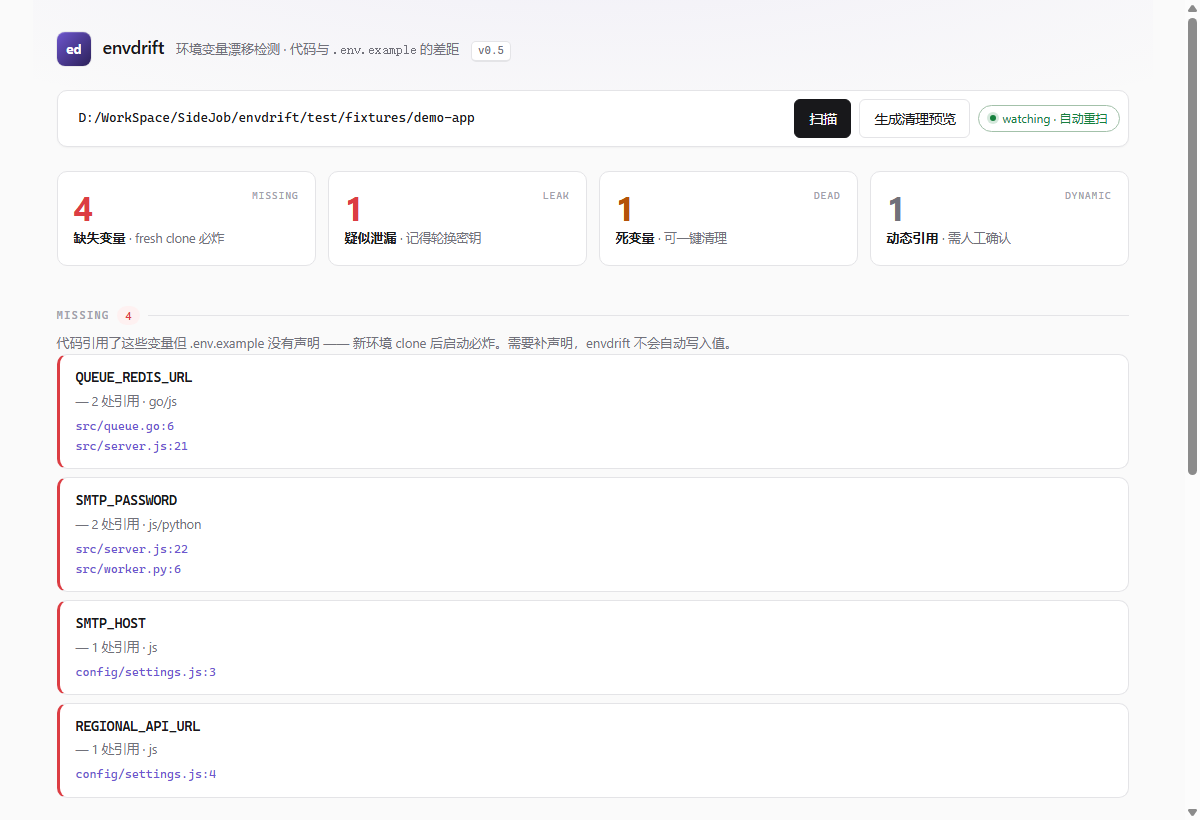 ed envdrift 环境变量漂移检测 · 代码与 .env.example 的差距 v0.5
D:/WorkSpace/SideJob/envdrift/test/fixtures/demo-app 扫描 生成清理预览 watching · 自动重扫
4 MISSING
缺失变量 · fresh clone 必炸
1 LEAK
疑似泄漏 · 记得轮换密钥
1 DEAD
死变量 · 可一键清理
1 DYNAMIC
动态引用 · 需人工确认
MISSING 4
代码引用了这些变量但 .env.example 没有声明 —— 新环境 clone 后启动必炸。需要补声明，envdrift 不会自动写入值。
QUEUE_REDIS_URL
— 2 处引用 · go/js
src/queue.go:6
src/server.js:21
SMTP_PASSWORD
— 2 处引用 · js/python
src/server.js:22
src/worker.py:6
SMTP_HOST
— 1 处引用 · js
config/settings.js:3
REGIONAL_API_URL
— 1 处引用 · js
config/settings.js:4